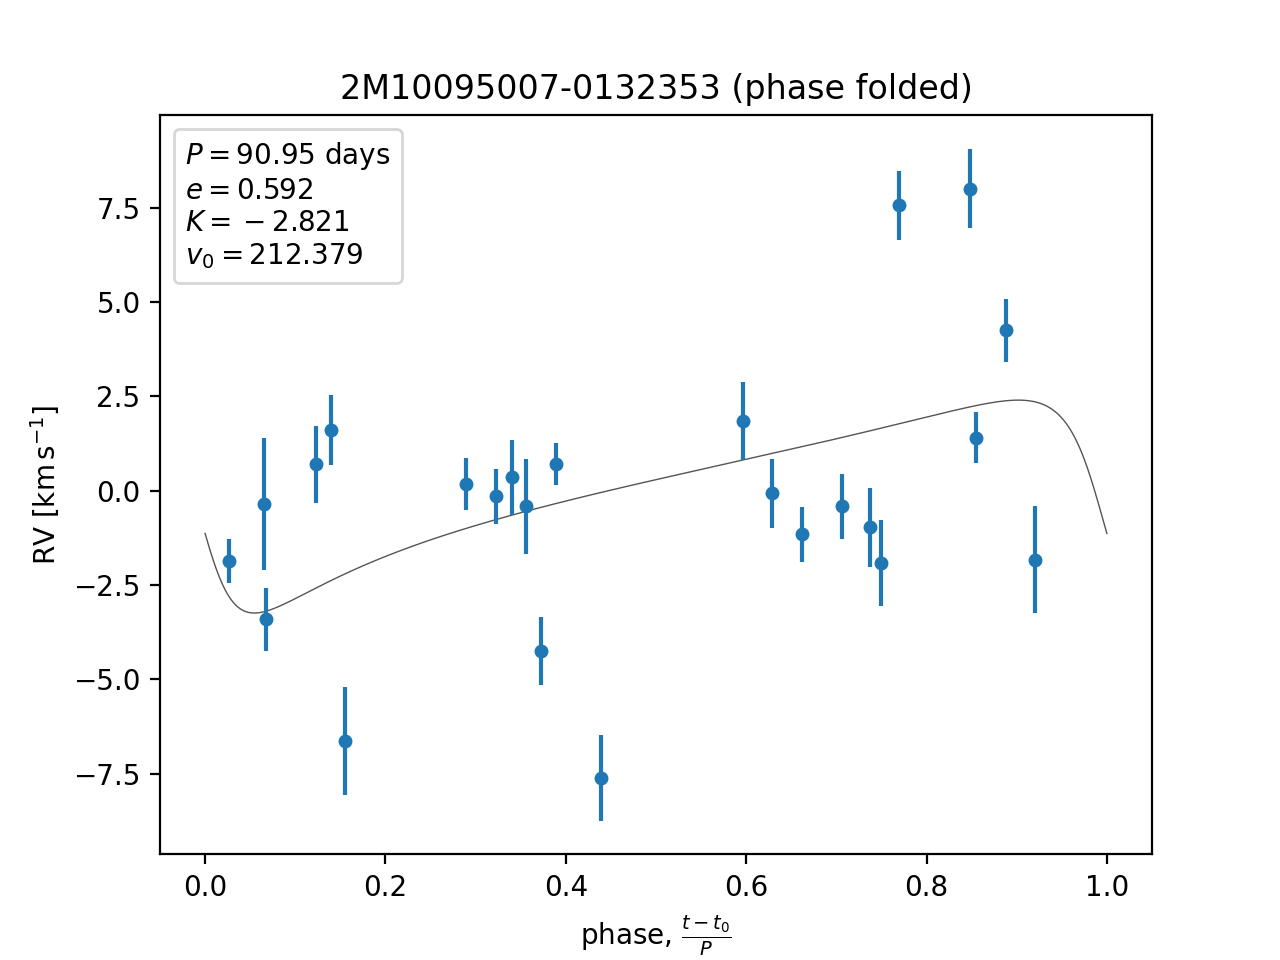 2M10095007-0132353 (phase folded)
P = 90.95 days
e = 0.592
K = −2.821
v₀ = 212.379
RV [km s⁻¹]
7.5
5.0
2.5
0.0
−2.5
−5.0
−7.5
0.0 0.2 0.4 0.6 0.8 1.0
phase, (t − t₀)/P